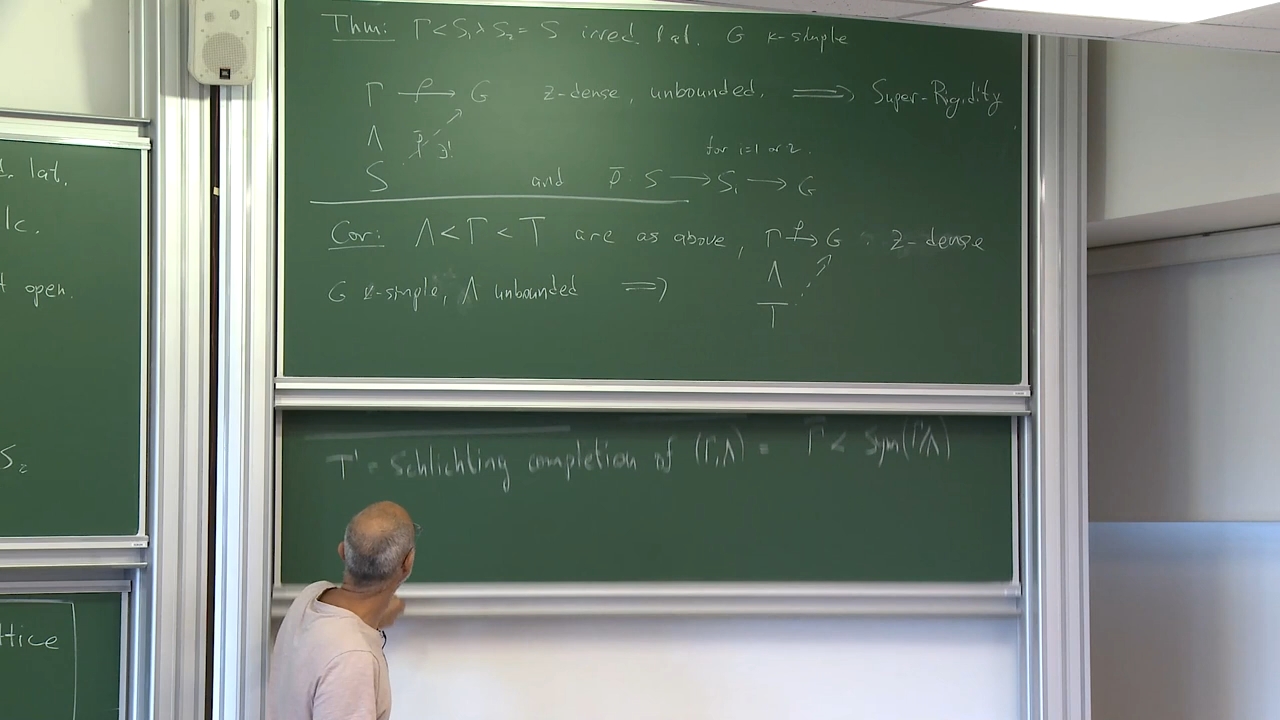 Thm: Γ < S₁ × S₂ = S irred. lat. G k-simple
Γ —ρ→ G z-dense, unbounded. ⟹ Super-Rigidity
Λ ρ̄ ∃!
for i=1 or 2.
S and ρ̄: S → S₁ → G
Cor: Λ < Γ < T are as above, Γ —ρ→ G z-dense
G k-simple, Λ unbounded ⟹ Λ
T
T' = Schlichting completion of (Γ,Λ) = Γ̄ < Sym(Γ/Λ)
lat.
lc.
open.
S₂
ttice